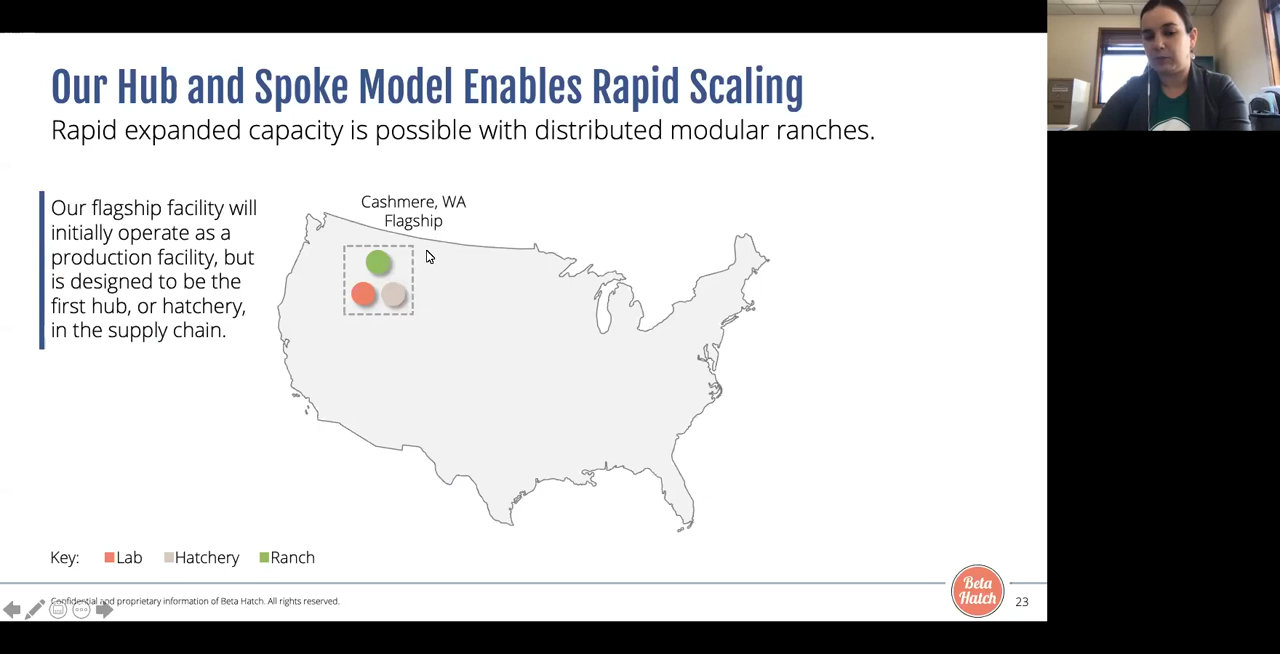 Our Hub and Spoke Model Enables Rapid Scaling
Rapid expanded capacity is possible with distributed modular ranches.
Our flagship facility will
initially operate as a
production facility, but
is designed to be the
first hub, or hatchery,
in the supply chain.
Cashmere, WA
Flagship
Key: Lab Hatchery Ranch
Confidential and proprietary information of Beta Hatch. All rights reserved.
Beta
Hatch
23